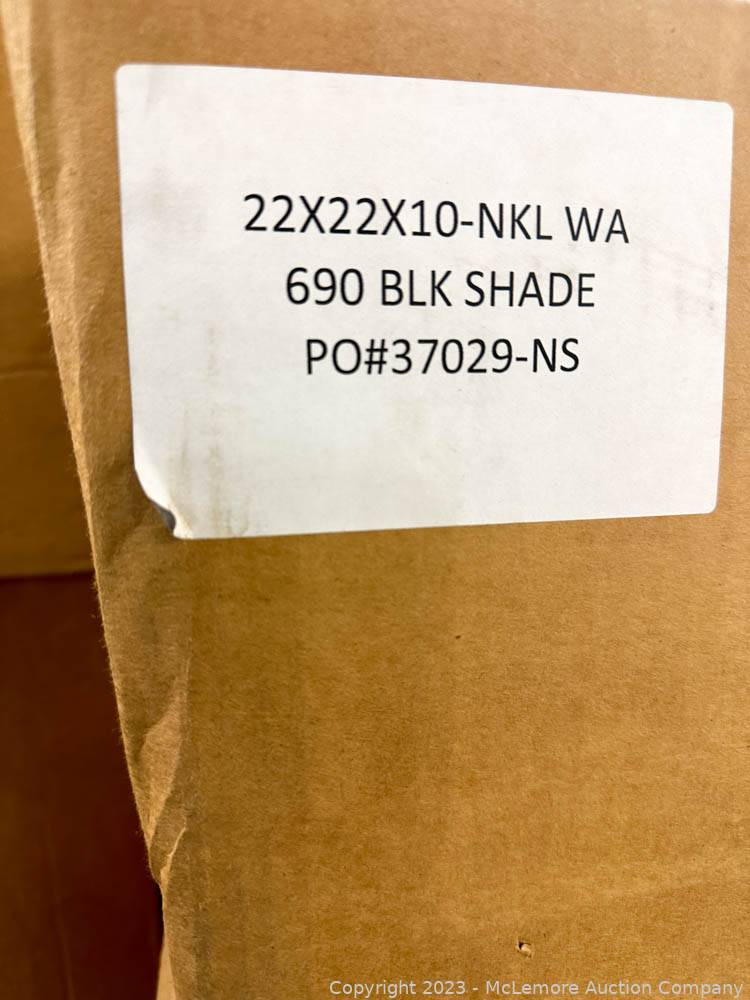 22X22X10-NKL WA
690 BLK SHADE
PO#37029-NS
Copyright 2023 - McLemore Auction Company